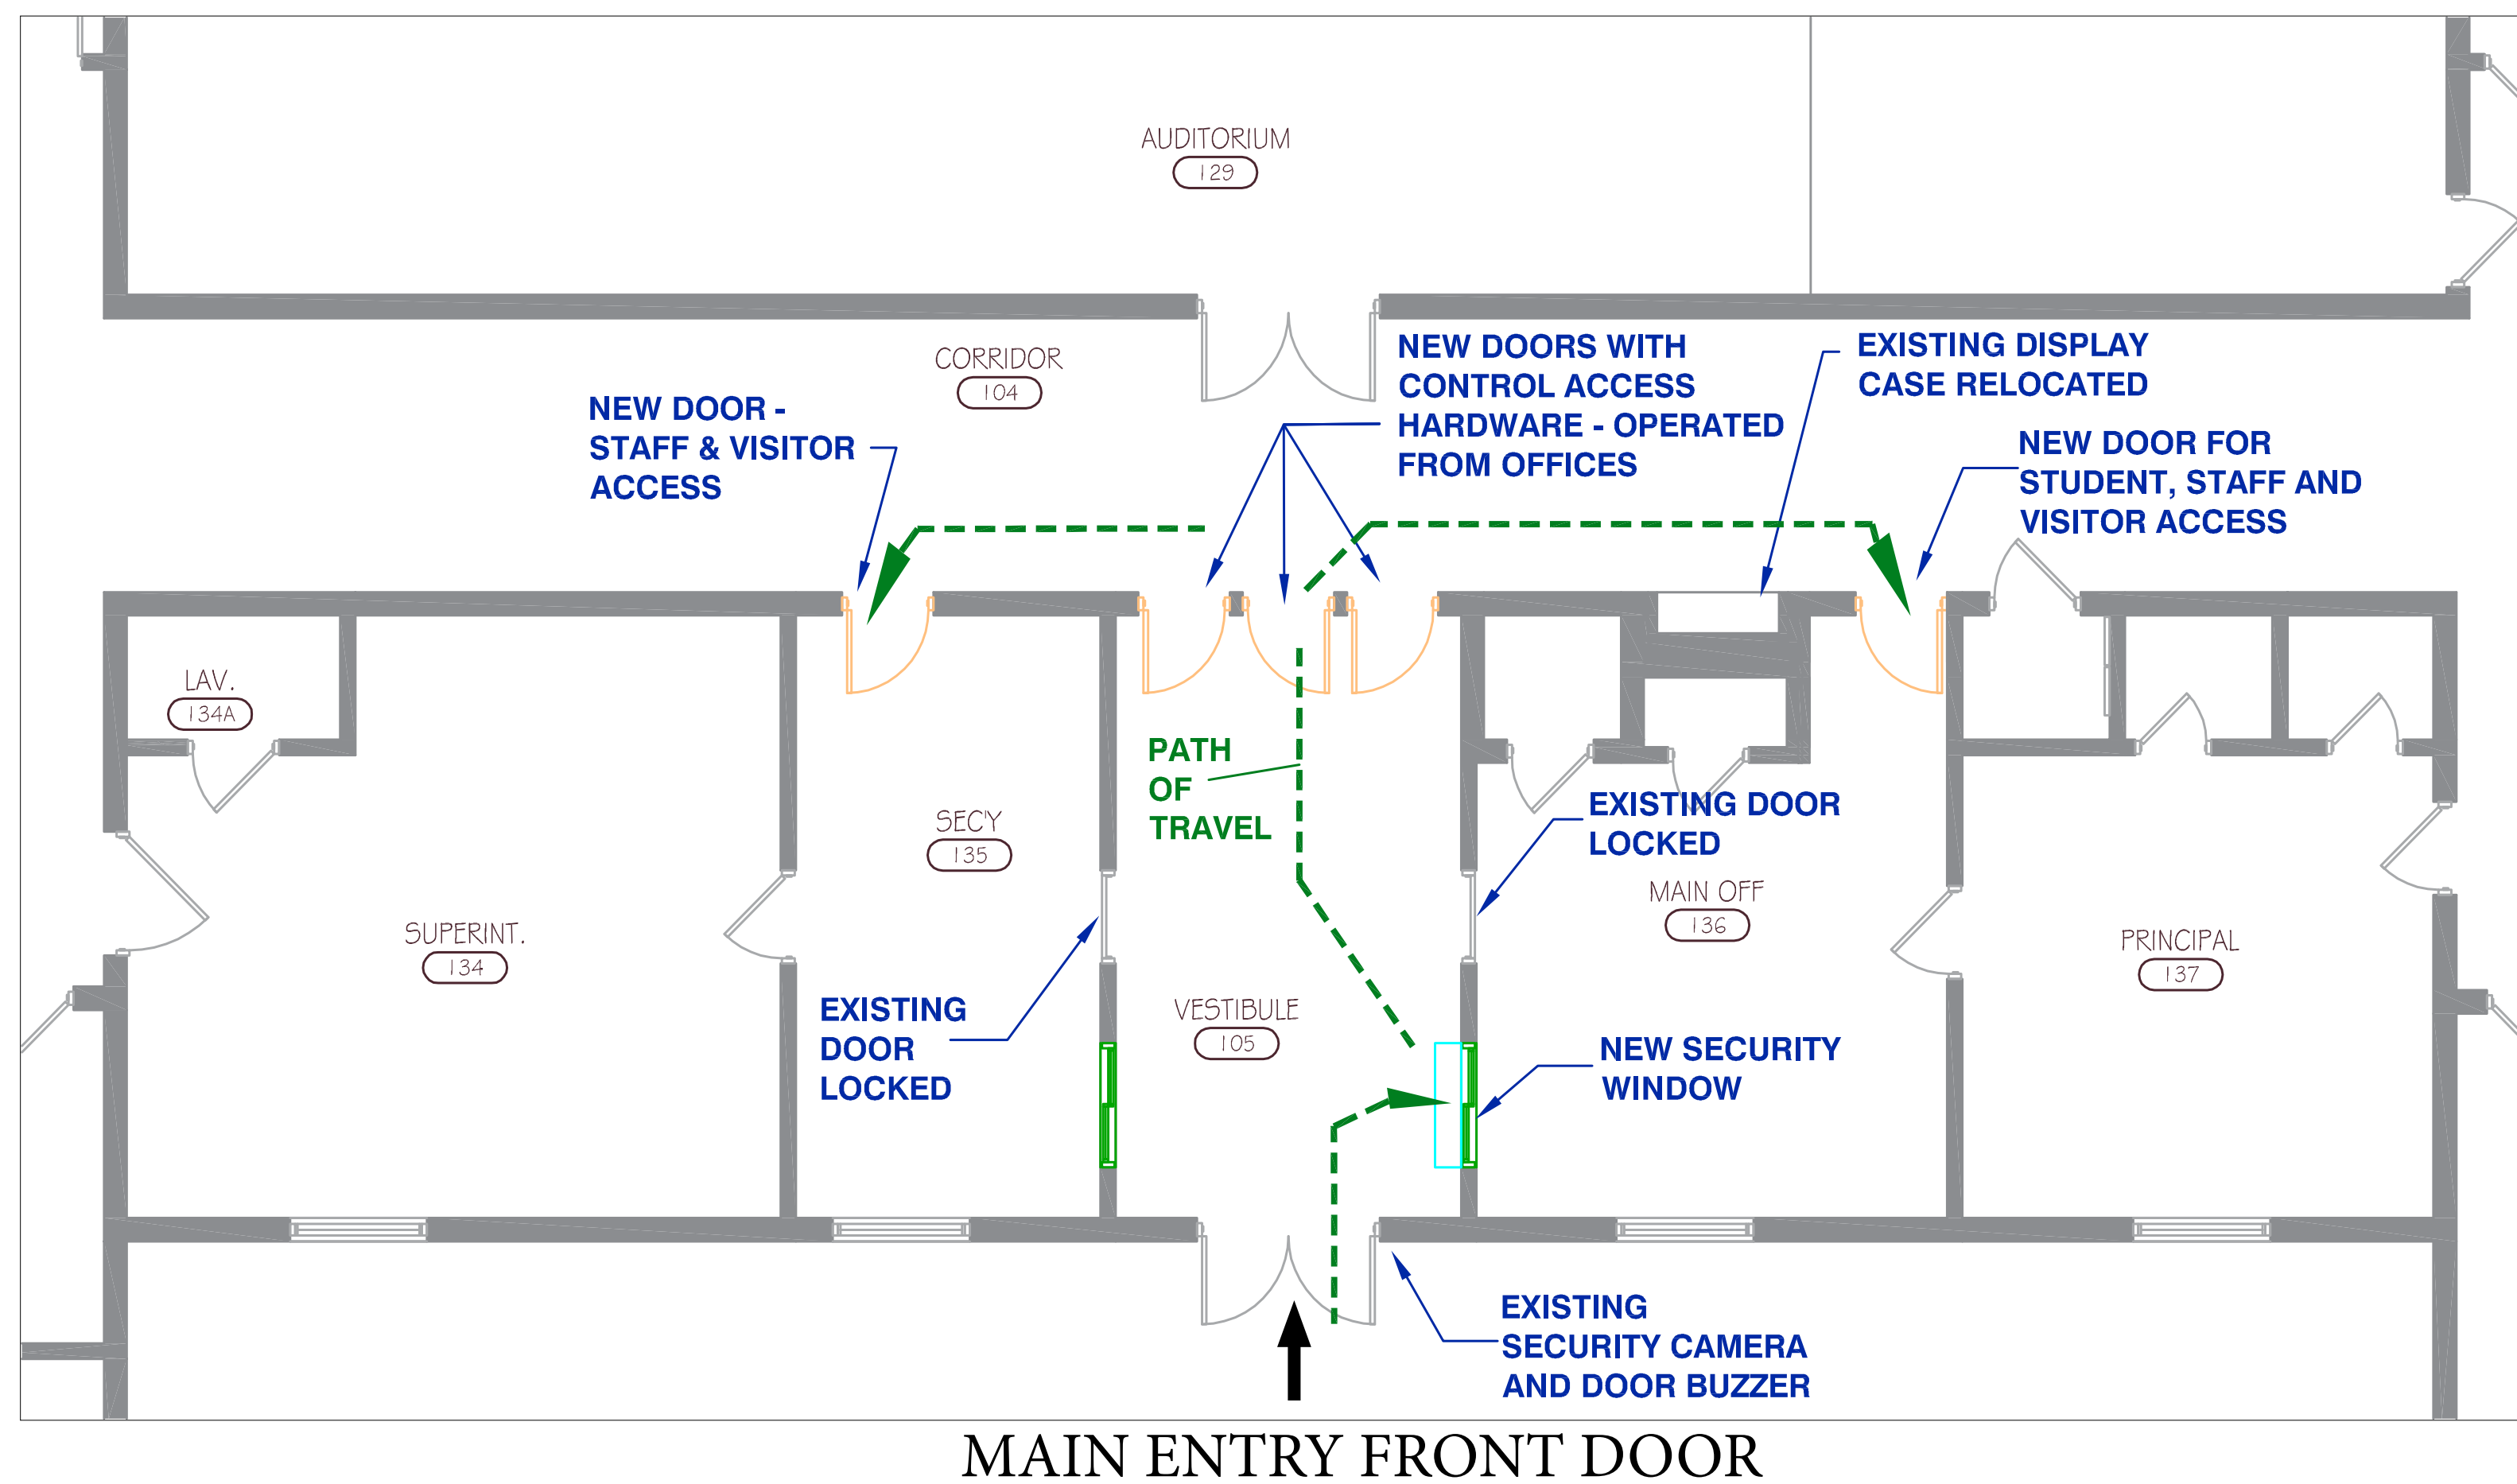 AUDITORIUM
129
CORRIDOR
104
NEW DOOR -
STAFF & VISITOR
ACCESS
NEW DOORS WITH
CONTROL ACCESS
HARDWARE - OPERATED
FROM OFFICES
EXISTING DISPLAY
CASE RELOCATED
NEW DOOR FOR
STUDENT, STAFF AND
VISITOR ACCESS
LAV.
134A
SUPERINT.
134
SEC'Y
135
PATH
OF
TRAVEL
EXISTING DOOR
LOCKED
MAIN OFF
136
PRINCIPAL
137
EXISTING
DOOR
LOCKED
VESTIBULE
105
NEW SECURITY
WINDOW
EXISTING
SECURITY CAMERA
AND DOOR BUZZER
MAIN ENTRY FRONT DOOR